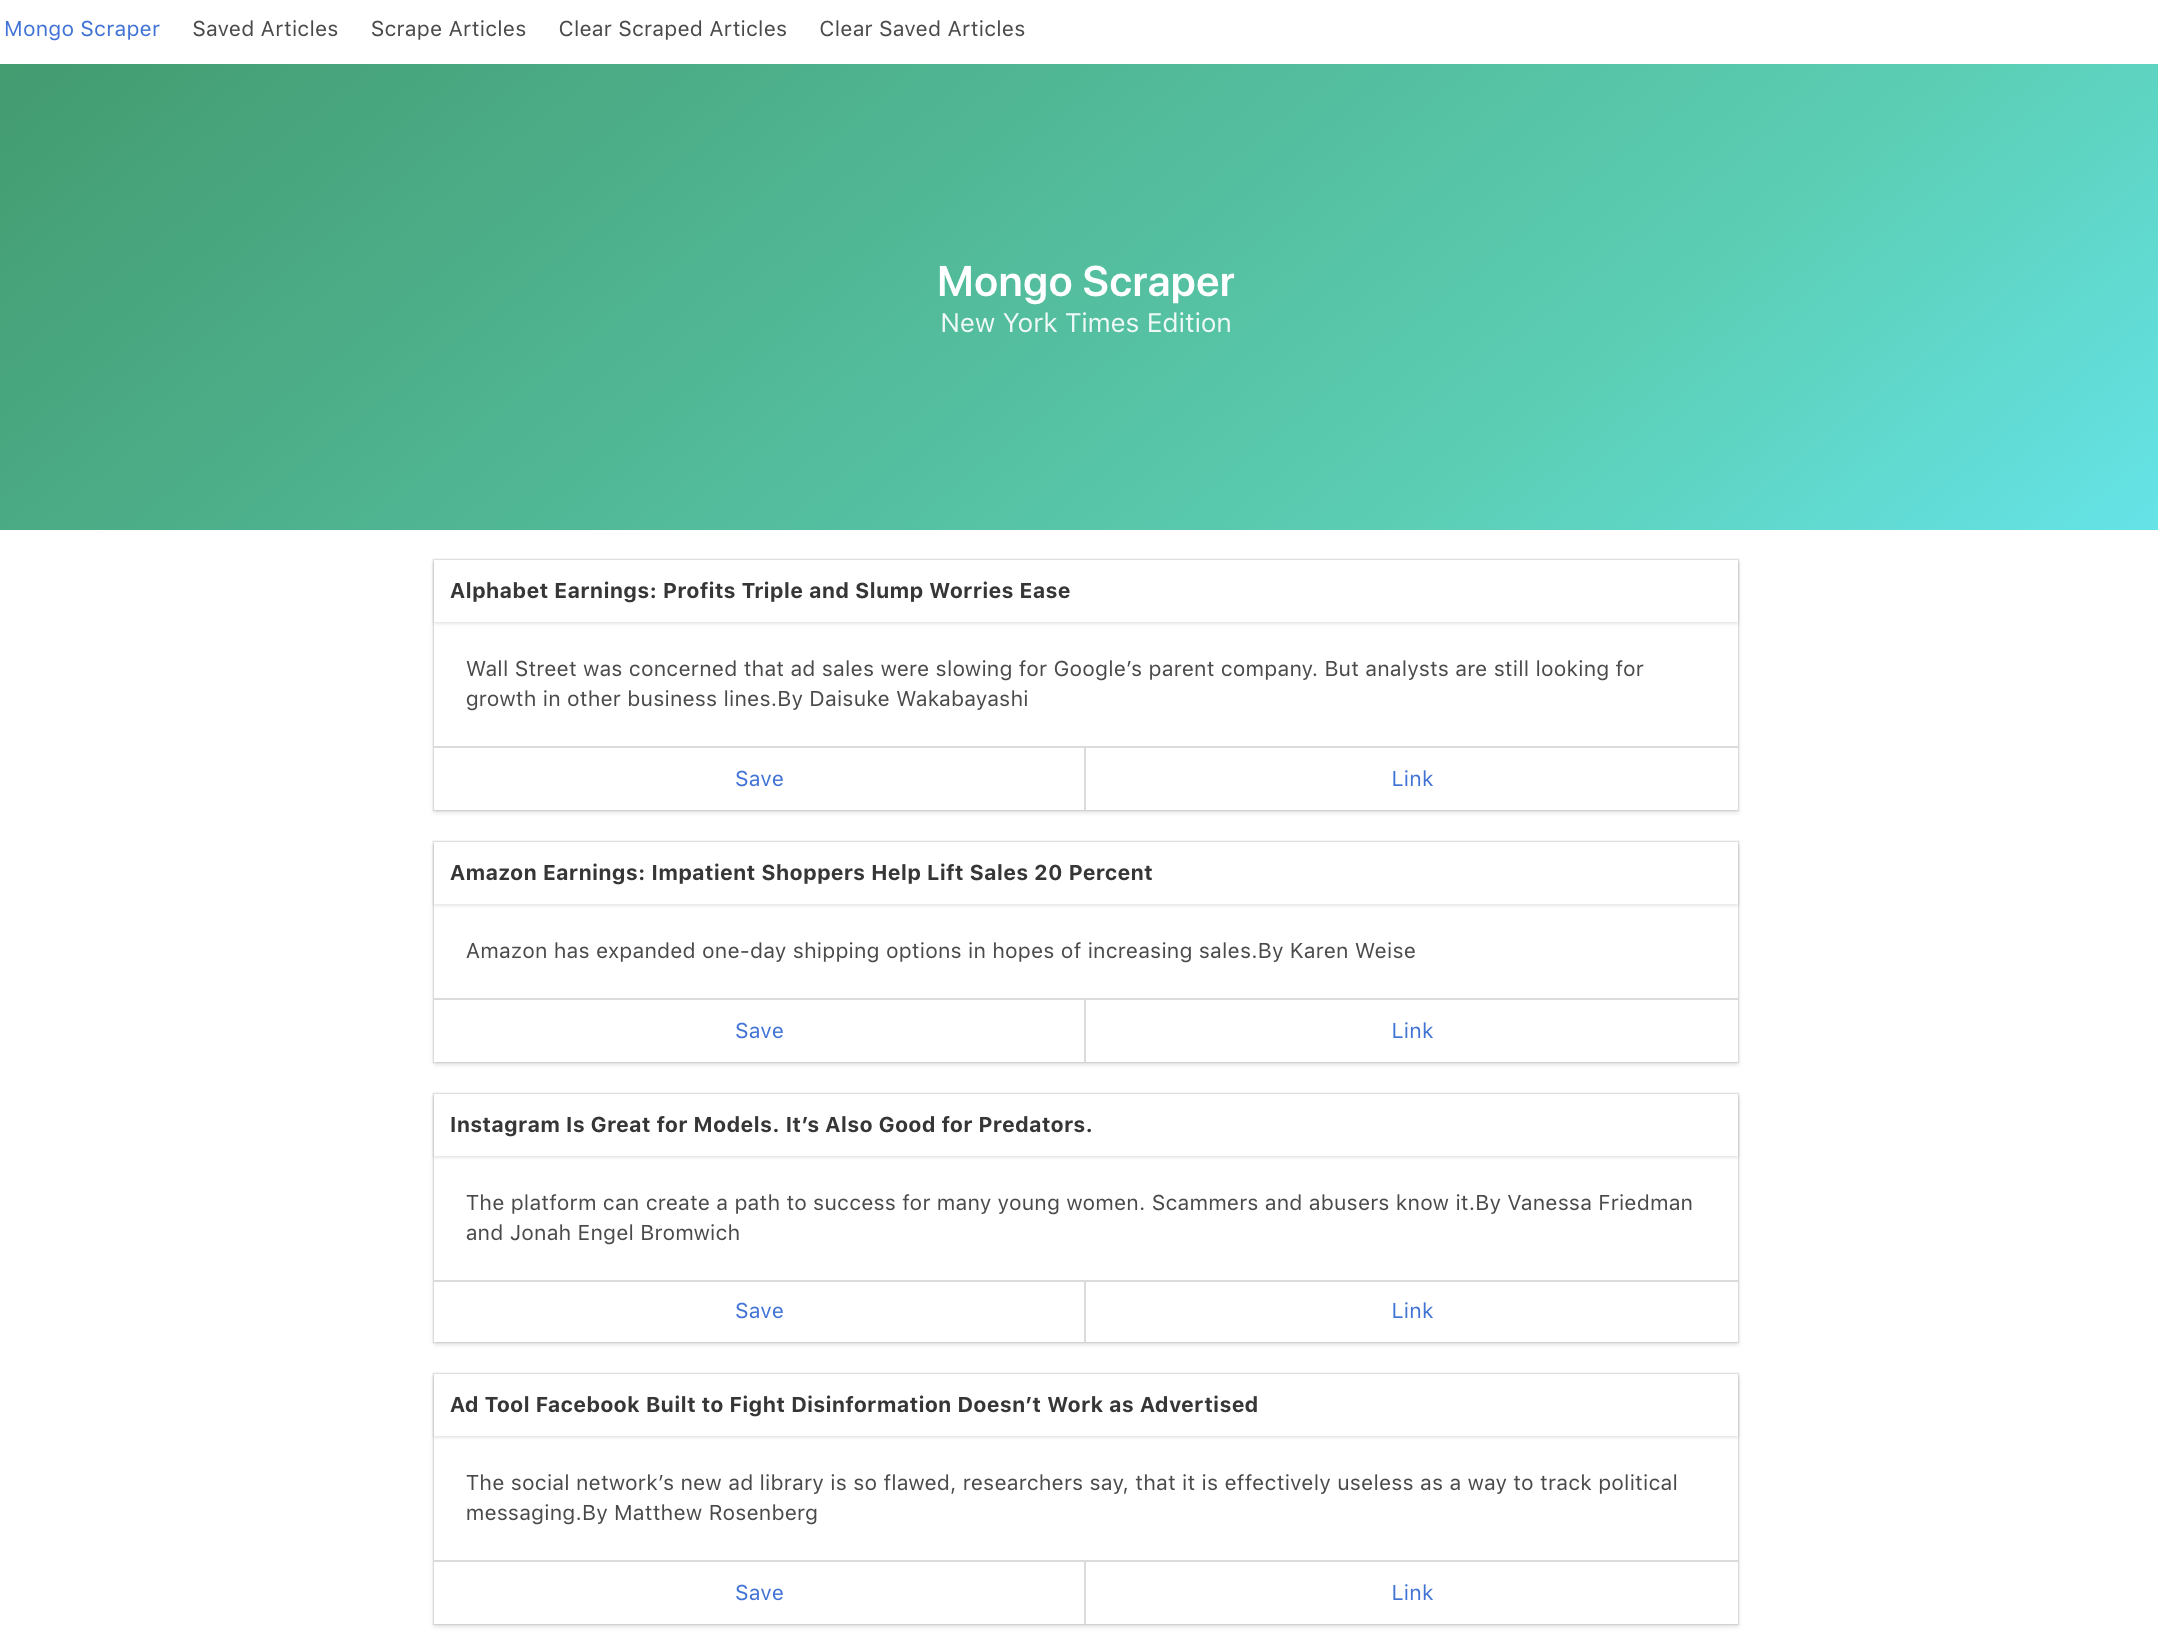 Mongo Scraper Saved Articles Scrape Articles Clear Scraped Articles Clear Saved Articles
Mongo Scraper
New York Times Edition
Alphabet Earnings: Profits Triple and Slump Worries Ease
Wall Street was concerned that ad sales were slowing for Google’s parent company. But analysts are still looking for
growth in other business lines.By Daisuke Wakabayashi
Save Link
Amazon Earnings: Impatient Shoppers Help Lift Sales 20 Percent
Amazon has expanded one-day shipping options in hopes of increasing sales.By Karen Weise
Save Link
Instagram Is Great for Models. It’s Also Good for Predators.
The platform can create a path to success for many young women. Scammers and abusers know it.By Vanessa Friedman
and Jonah Engel Bromwich
Save Link
Ad Tool Facebook Built to Fight Disinformation Doesn’t Work as Advertised
The social network’s new ad library is so flawed, researchers say, that it is effectively useless as a way to track political
messaging.By Matthew Rosenberg
Save Link